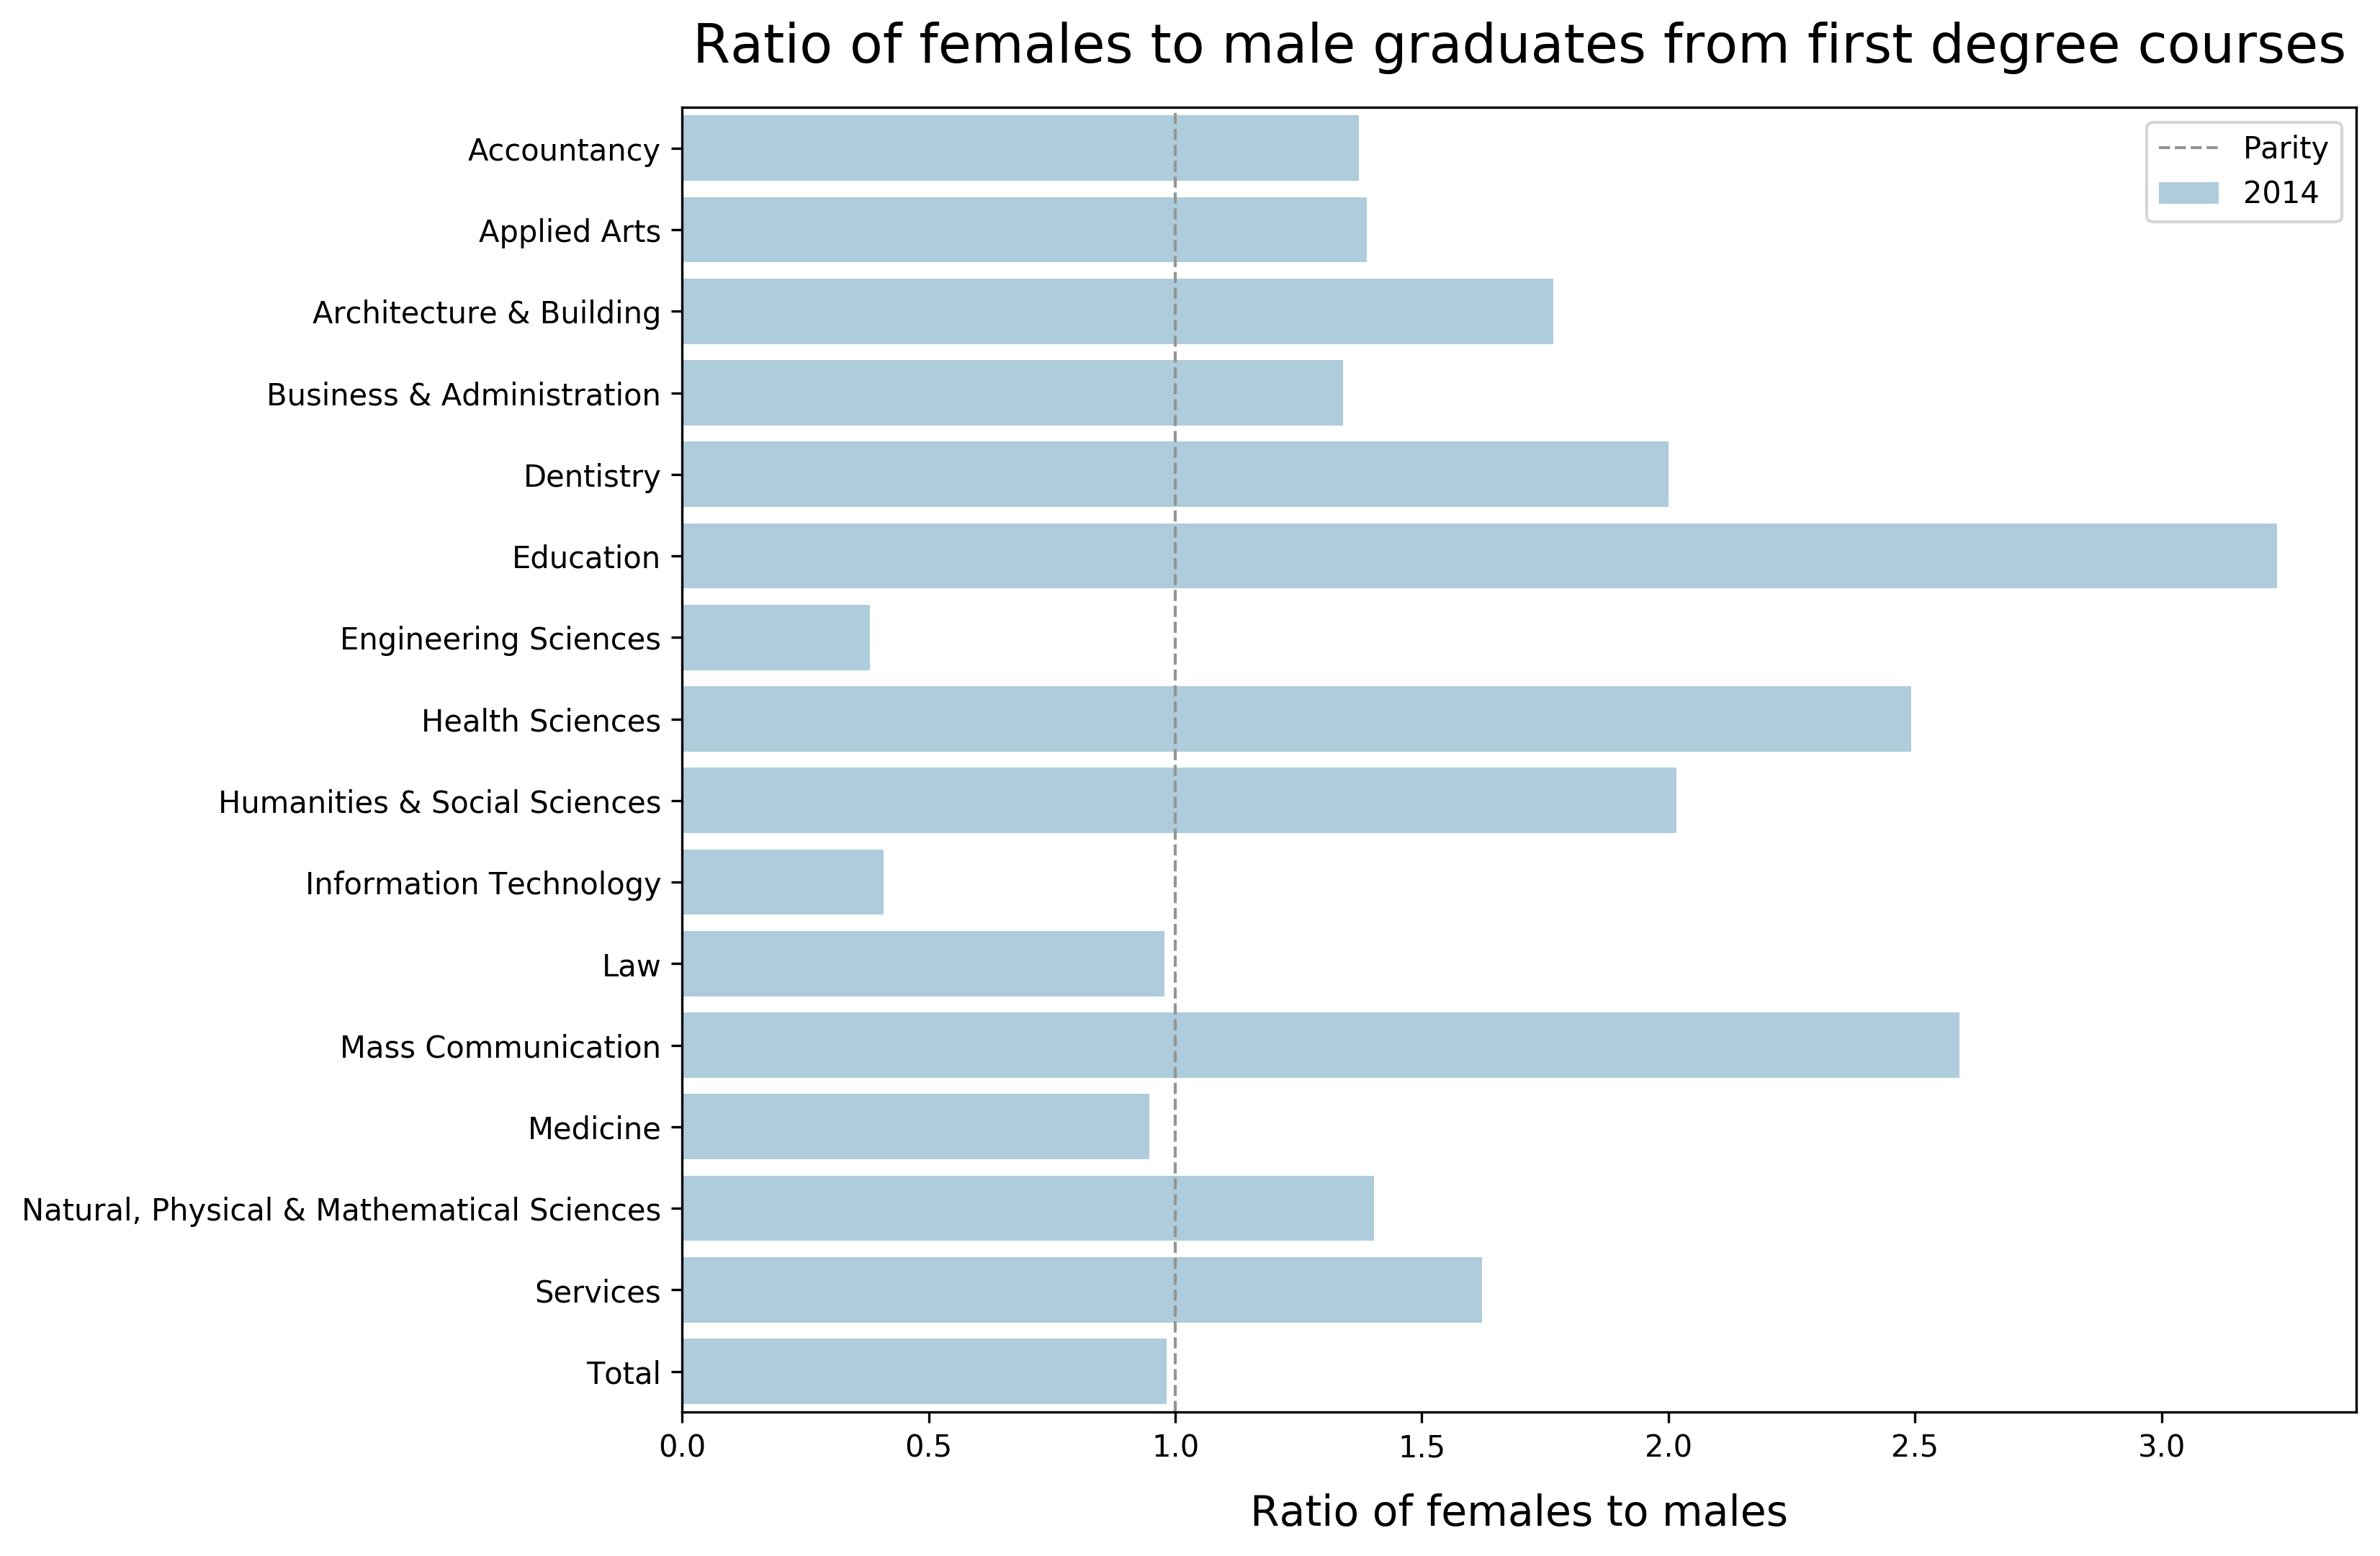 Ratio of females to male graduates from first degree courses
Parity
2014
Accountancy
Applied Arts
Architecture & Building
Business & Administration
Dentistry
Education
Engineering Sciences
Health Sciences
Humanities & Social Sciences
Information Technology
Law
Mass Communication
Medicine
Natural, Physical & Mathematical Sciences
Services
Total
0.0 0.5 1.0 1.5 2.0 2.5 3.0
Ratio of females to males